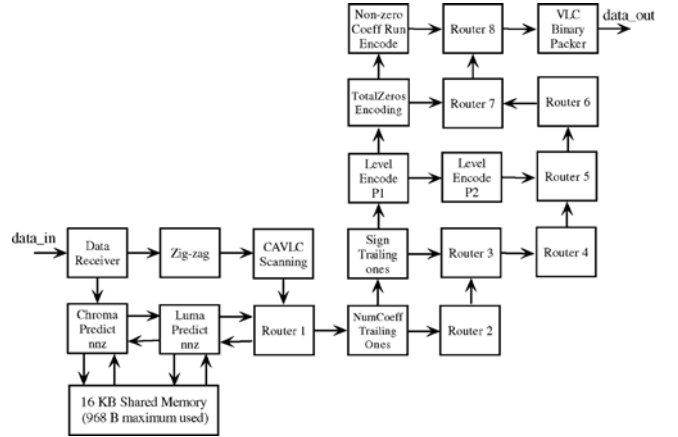 Non-zero
Coeff Run
Encode
Router 8
VLC
Binary
Packer
data_out
TotalZeros
Encoding
Router 7
Router 6
Level
Encode
P1
Level
Encode
P2
Router 5
data_in
Data
Receiver
Zig-zag
CAVLC
Scanning
Sign
Trailing
ones
Router 3
Router 4
Chroma
Predict
nnz
Luma
Predict
nnz
Router 1
NumCoeff
Trailing
Ones
Router 2
16 KB Shared Memory
(968 B maximum used)